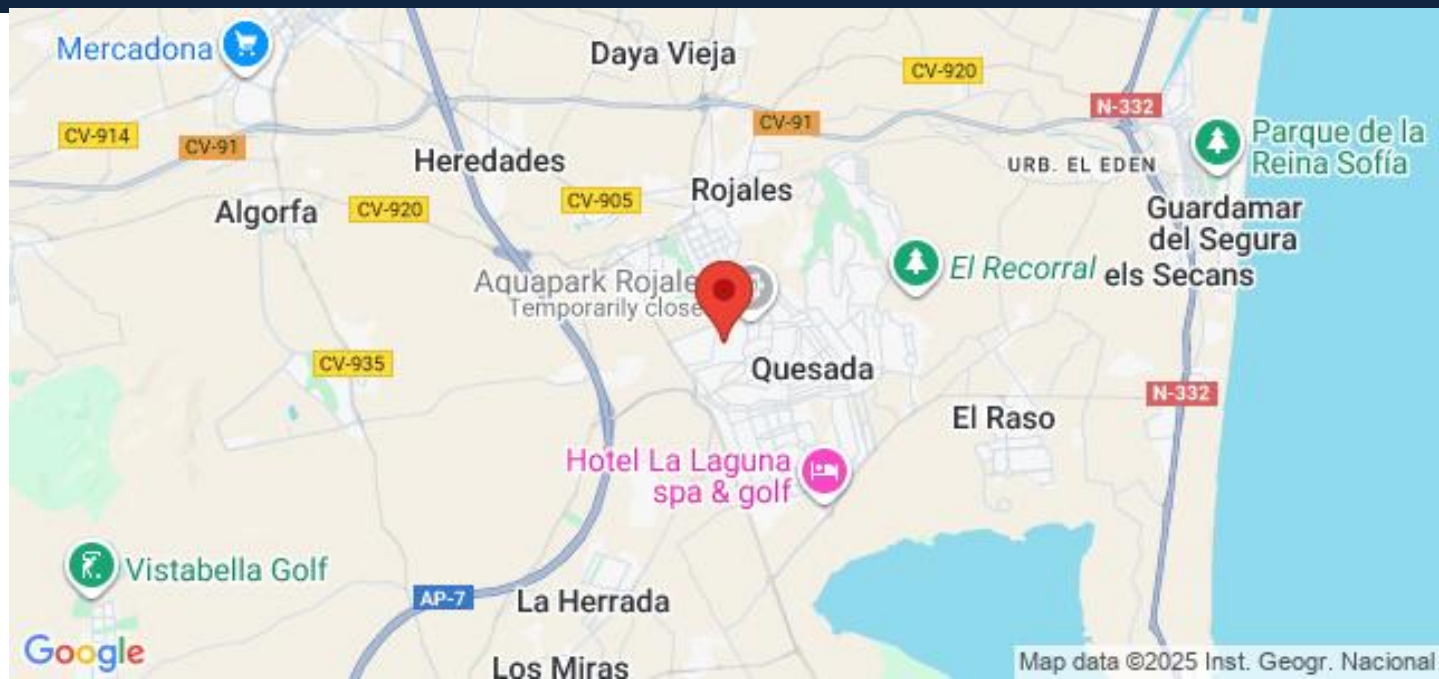 Mercadona
Daya Vieja
CV-920
N-332
CV-914
CV-91
CV-91
Heredades
URB. EL EDEN
Parque de la
Reina Sofía
Algorfa
CV-920
CV-905
Rojales
Guardamar
del Segura
Aquapark Rojale
Temporarily close
El Recorral
els Secans
CV-935
Quesada
N-332
El Raso
Hotel La Laguna
spa & golf
Vistabella Golf
AP-7
La Herrada
Los Miras
Google
Map data ©2025 Inst. Geogr. Nacional